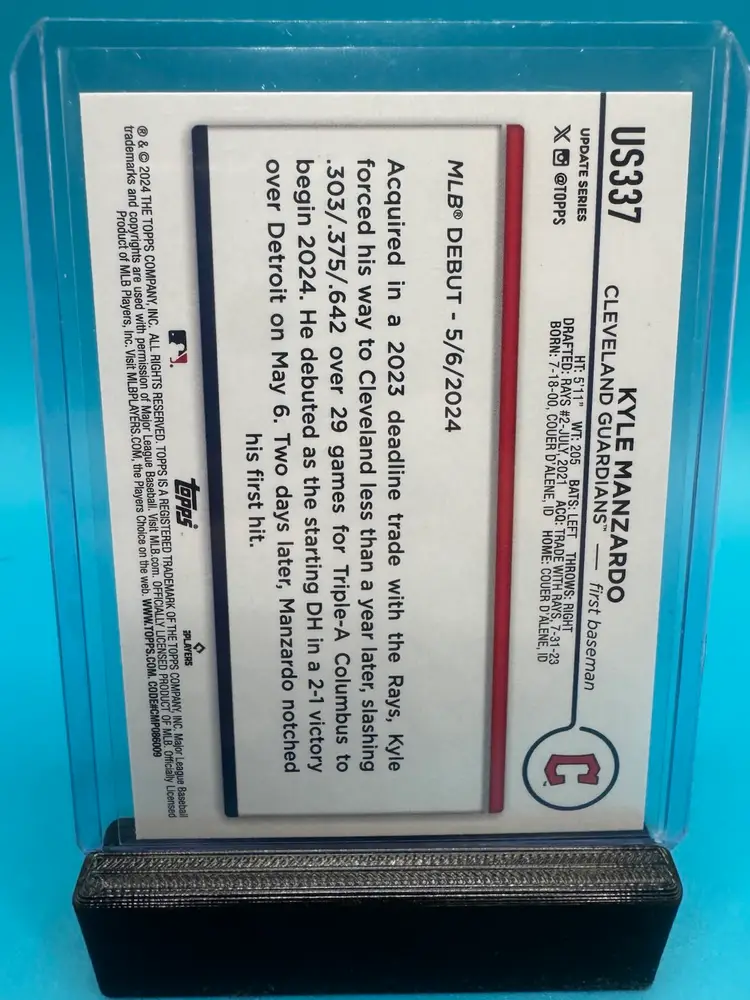 US337
UPDATE SERIES
X @TOPPS
KYLE MANZARDO
CLEVELAND GUARDIANS™ — first baseman
HT: 5'11" WT: 205 BATS: LEFT THROWS: RIGHT
DRAFTED: RAYS #2-JULY, 2021 ACQ: TRADE WITH RAYS, 7-31-23
BORN: 7-18-00, COUER D'ALENE, ID HOME: COUER D'ALENE, ID
C
MLB® DEBUT - 5/6/2024
Acquired in a 2023 deadline trade with the Rays, Kyle
forced his way to Cleveland less than a year later, slashing
.303/.375/.642 over 29 games for Triple-A Columbus to
begin 2024. He debuted as the starting DH in a 2-1 victory
over Detroit on May 6. Two days later, Manzardo notched
his first hit.
topps
PLAYERS
® & © 2024 THE TOPPS COMPANY, INC. ALL RIGHTS RESERVED. TOPPS IS A REGISTERED TRADEMARK OF THE TOPPS COMPANY, INC. Major League Baseball
trademarks and copyrights are used with permission of Major League Baseball. Visit MLB.com. OFFICIALLY LICENSED PRODUCT OF MLB. Officially Licensed
Product of MLB Players, Inc. Visit MLBPLAYERS.COM, the Players Choice on the web. WWW.TOPPS.COM. CODE#CMP086009